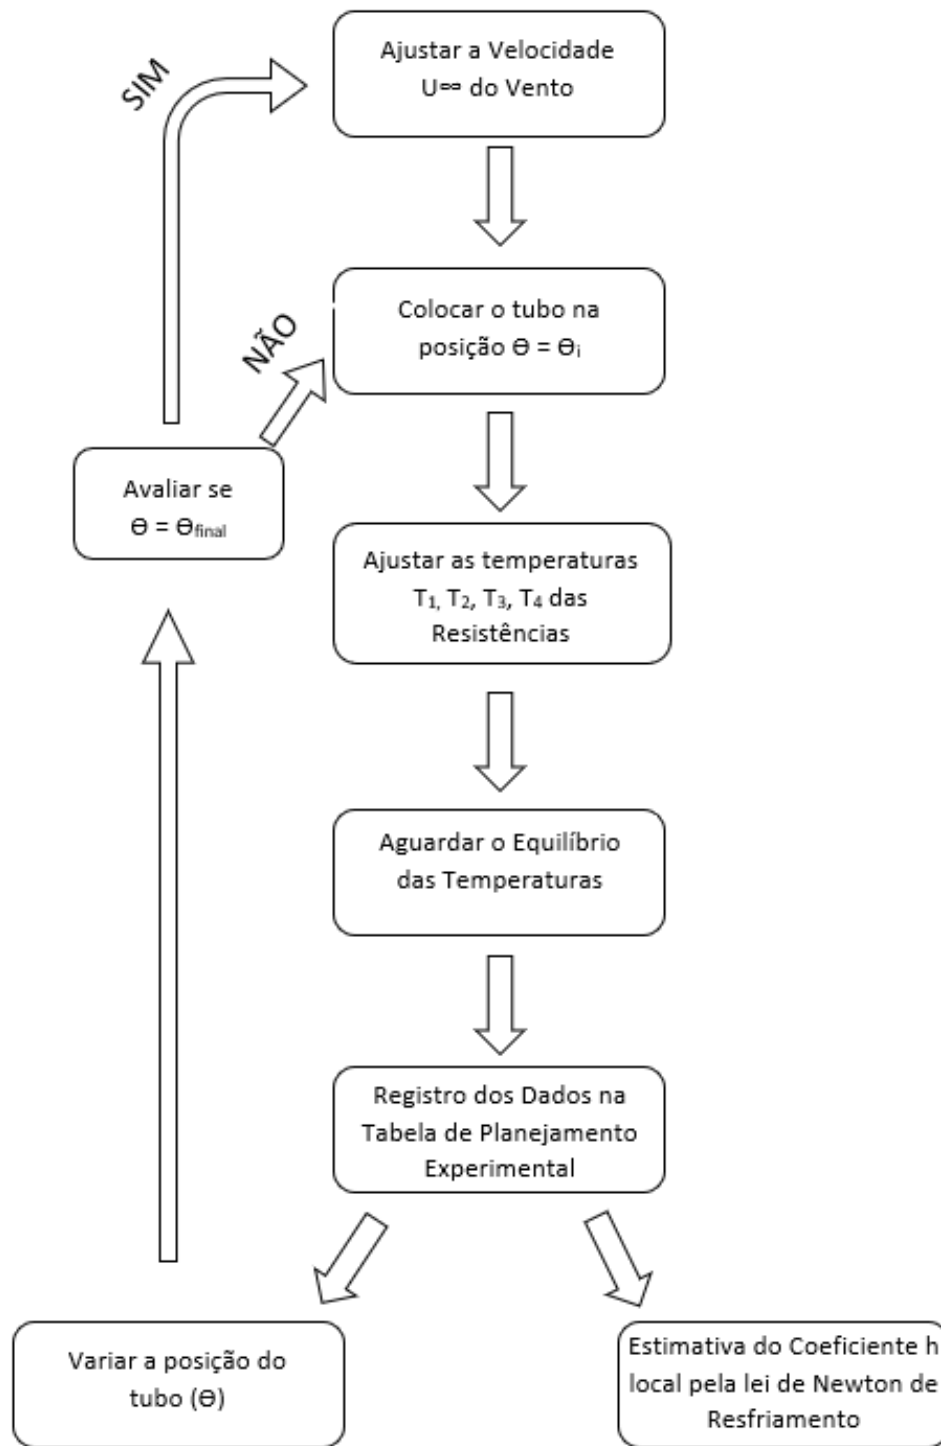 Ajustar a Velocidade
U∞ do Vento
SIM
Colocar o tubo na
posição Ɵ = Ɵᵢ
NÃO
Avaliar se
Ɵ = Ɵfinal
Ajustar as temperaturas
T₁, T₂, T₃, T₄ das
Resistências
Aguardar o Equilíbrio
das Temperaturas
Registro dos Dados na
Tabela de Planejamento
Experimental
Variar a posição do
tubo (Ɵ)
Estimativa do Coeficiente h
local pela lei de Newton de
Resfriamento